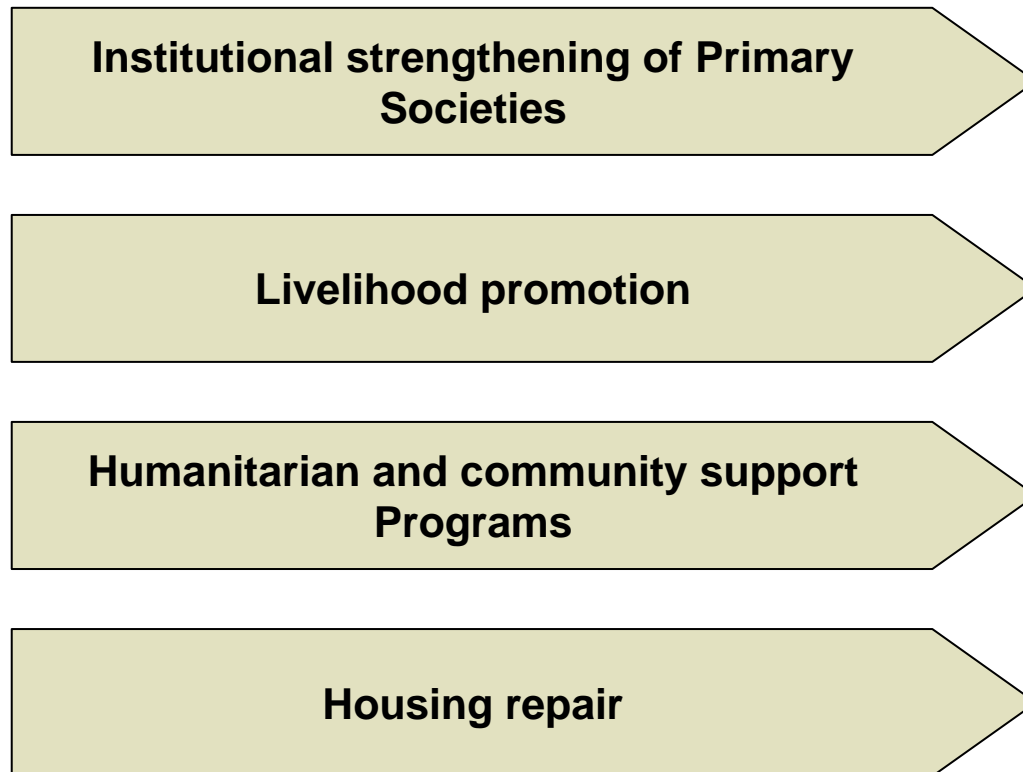 Institutional strengthening of Primary
Societies
Livelihood promotion
Humanitarian and community support
Programs
Housing repair